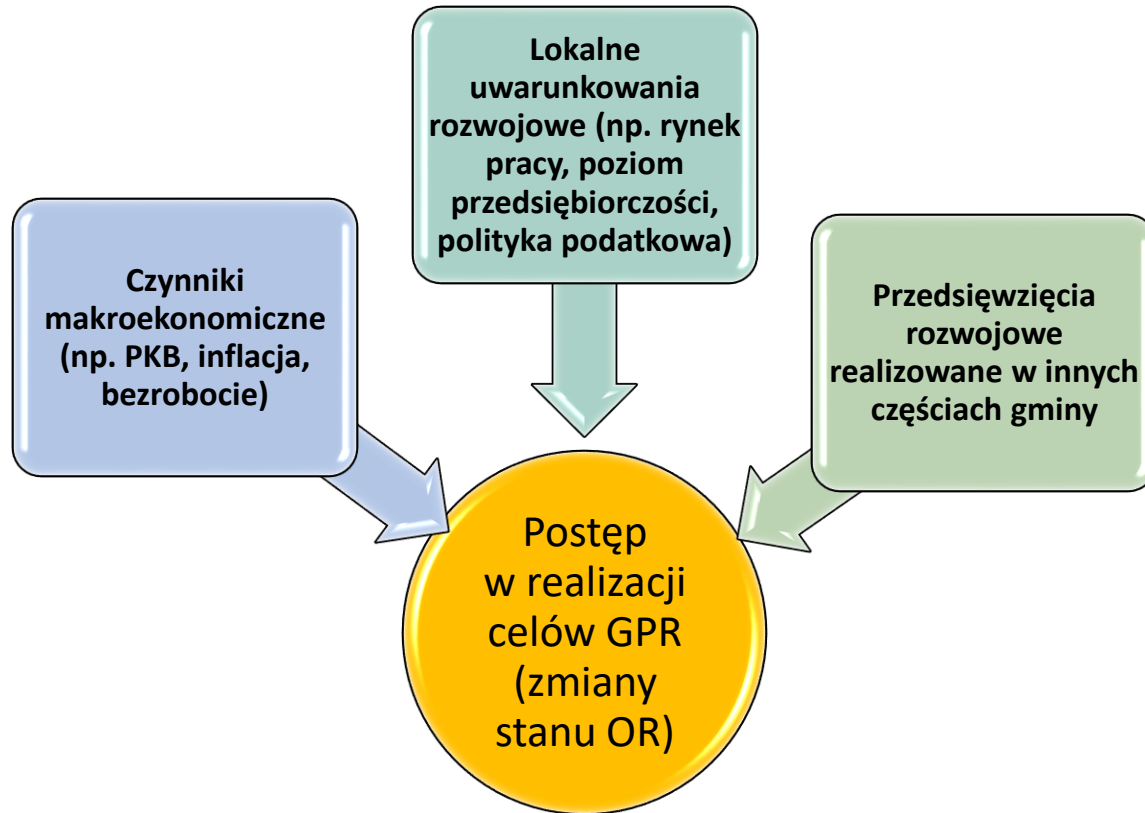 Lokalne
uwarunkowania
rozwojowe (np. rynek
pracy, poziom
przedsiębiorczości,
polityka podatkowa)
Czynniki
makroekonomiczne
(np. PKB, inflacja,
bezrobocie)
Przedsięwzięcia
rozwojowe
realizowane w innych
częściach gminy
Postęp
w realizacji
celów GPR
(zmiany
stanu OR)